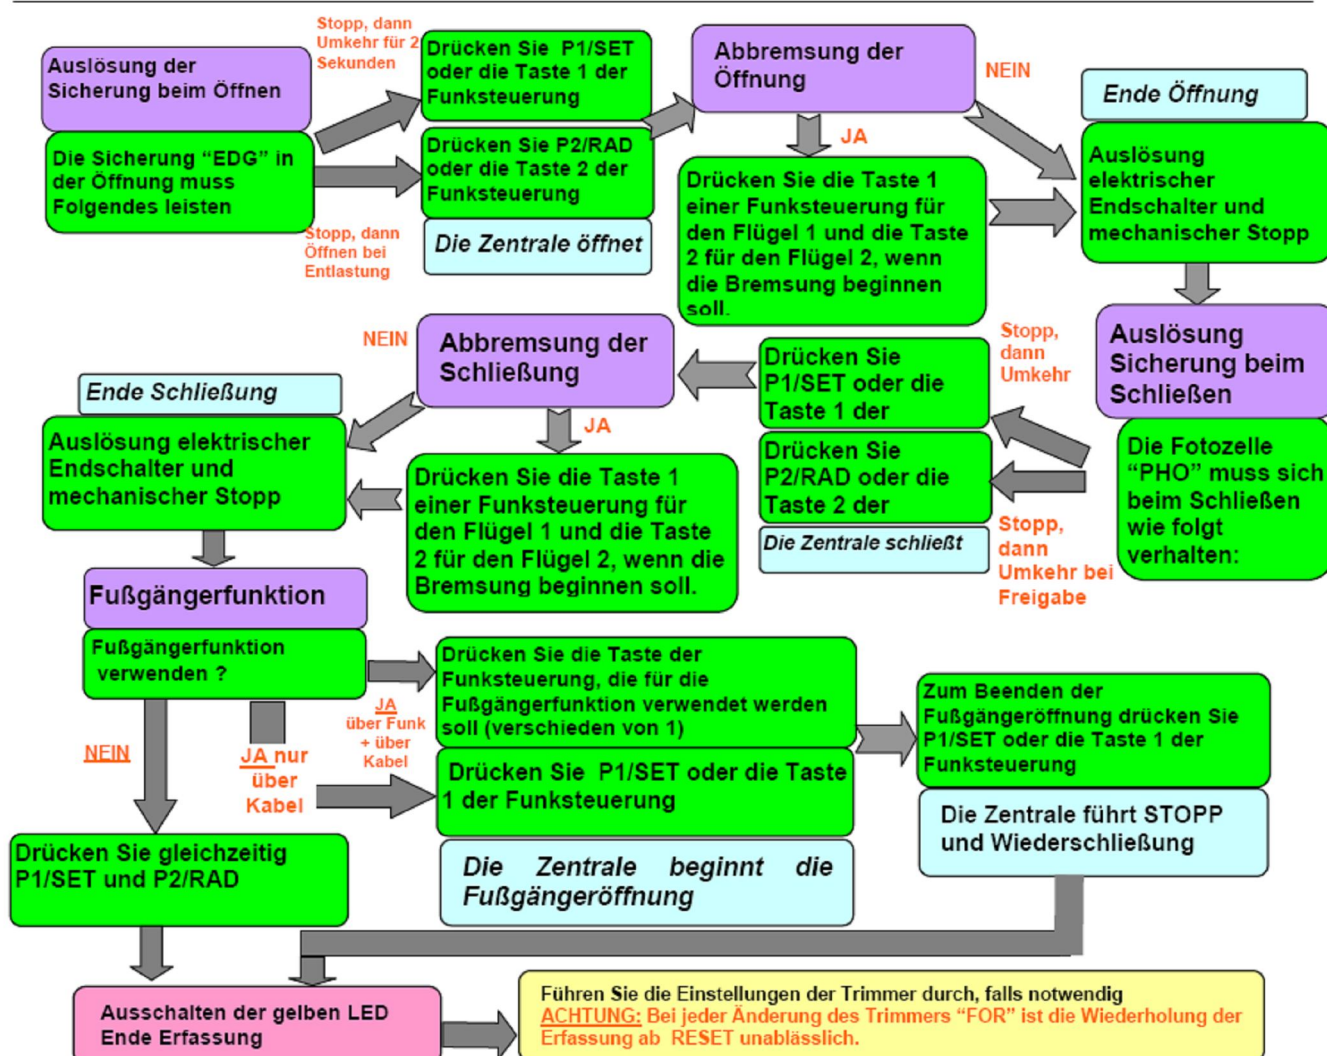 Auslösung der
Sicherung beim Öffnen
Die Sicherung “EDG” in
der Öffnung muss
Folgendes leisten
Stopp, dann
Umkehr für 2
Sekunden
Stopp, dann
Öffnen bei
Entlastung
Drücken Sie P1/SET
oder die Taste 1 der
Funksteuerung
Drücken Sie P2/RAD
oder die Taste 2 der
Funksteuerung
Die Zentrale öffnet
Abbremsung der
Öffnung
NEIN
JA
Drücken Sie die Taste 1
einer Funksteuerung für
den Flügel 1 und die Taste
2 für den Flügel 2, wenn
die Bremsung beginnen
soll.
Ende Öffnung
Auslösung
elektrischer
Endschalter und
mechanischer Stopp
Auslösung
Sicherung beim
Schließen
Die Fotozelle
“PHO” muss sich
beim Schließen
wie folgt
verhalten:
Stopp,
dann
Umkehr
Stopp,
dann
Umkehr bei
Freigabe
Drücken Sie
P1/SET oder die
Taste 1 der
Drücken Sie
P2/RAD oder die
Taste 2 der
Die Zentrale schließt
Abbremsung der
Schließung
NEIN
JA
Drücken Sie die Taste 1
einer Funksteuerung für
den Flügel 1 und die Taste
2 für den Flügel 2, wenn die
Bremsung beginnen soll.
Ende Schließung
Auslösung elektrischer
Endschalter und
mechanischer Stopp
Fußgängerfunktion
Fußgängerfunktion
verwenden ?
NEIN
JA nur
über
Kabel
JA
über Funk
+ über
Kabel
Drücken Sie die Taste der
Funksteuerung, die für die
Fußgängerfunktion verwendet werden
soll (verschieden von 1)
Drücken Sie P1/SET oder die Taste
1 der Funksteuerung
Die Zentrale beginnt die
Fußgängeröffnung
Zum Beenden der
Fußgängeröffnung drücken Sie
P1/SET oder die Taste 1 der
Funksteuerung
Die Zentrale führt STOPP
und Wiederschließung
Drücken Sie gleichzeitig
P1/SET und P2/RAD
Ausschalten der gelben LED
Ende Erfassung
Führen Sie die Einstellungen der Trimmer durch, falls notwendig
ACHTUNG: Bei jeder Änderung des Trimmers “FOR” ist die Wiederholung der
Erfassung ab RESET unablässlich.